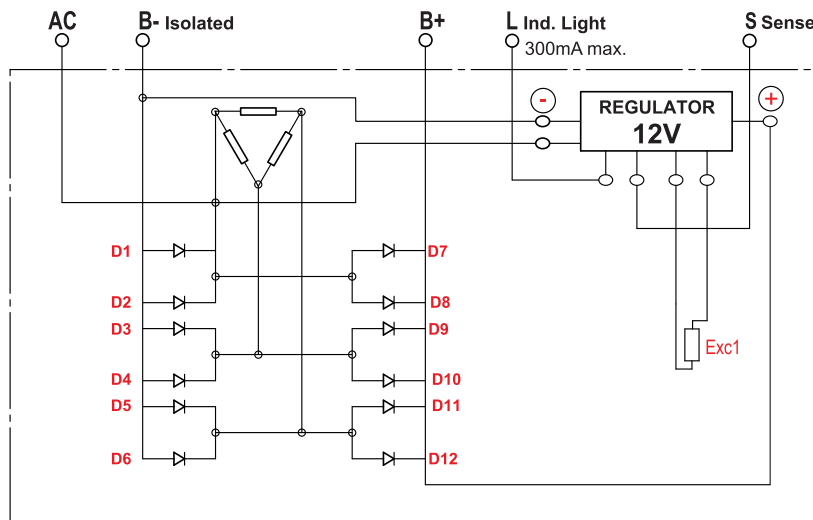 AC B- Isolated B+ L Ind. Light S Sense
300mA max.
- REGULATOR +
12V
D1 D7
D2 D8
D3 D9
Exc1
D4 D10
D5 D11
D6 D12